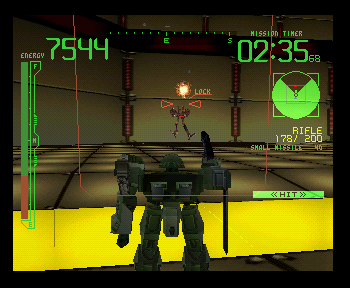 MISSION TIMER
E S
ENERGY 7544 02:35 68
F
LOCK
RIFLE
178/ 200
SMALL MISSILE 40
<<HIT>>